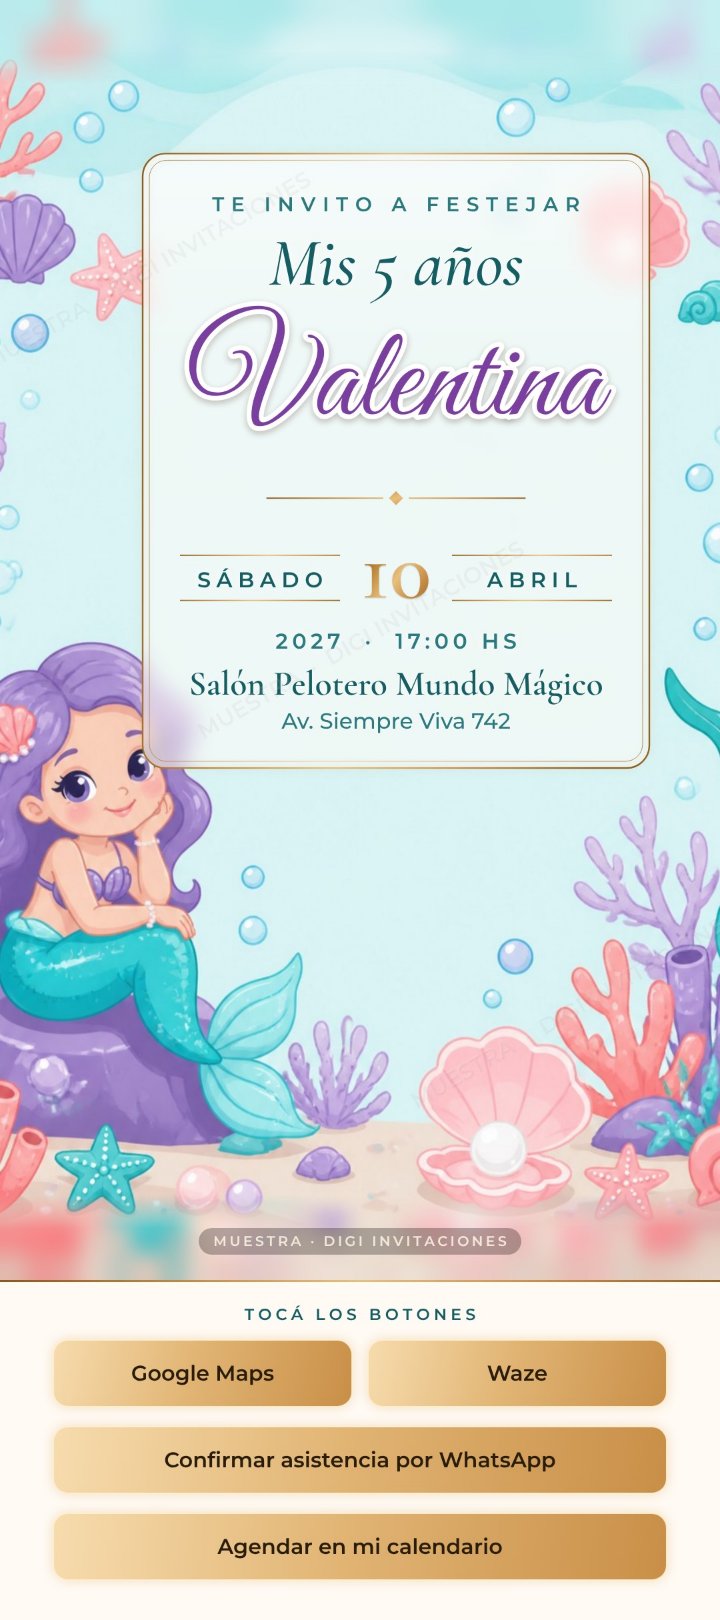 TE INVITO A FESTEJAR
Mis 5 años
Valentina
SÁBADO 10 ABRIL
2027 · 17:00 HS
Salón Pelotero Mundo Mágico
Av. Siempre Viva 742
MUESTRA · DIGI INVITACIONES
TOCÁ LOS BOTONES
Google Maps
Waze
Confirmar asistencia por WhatsApp
Agendar en mi calendario